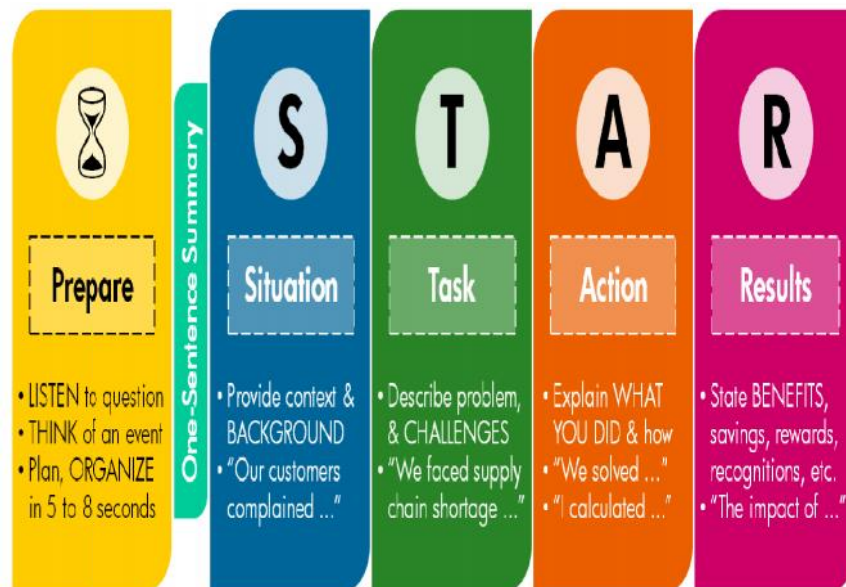 Prepare
• LISTEN to question
• THINK of an event
• Plan, ORGANIZE
in 5 to 8 seconds
One-Sentence Summary
S
Situation
• Provide context &
BACKGROUND
• "Our customers
complained ..."
T
Task
• Describe problem,
& CHALLENGES
• "We faced supply
chain shortage ..."
A
Action
• Explain WHAT
YOU DID & how
• "We solved ..."
• "I calculated ..."
R
Results
• State BENEFITS,
savings, rewards,
recognitions, etc.
• "The impact of ..."